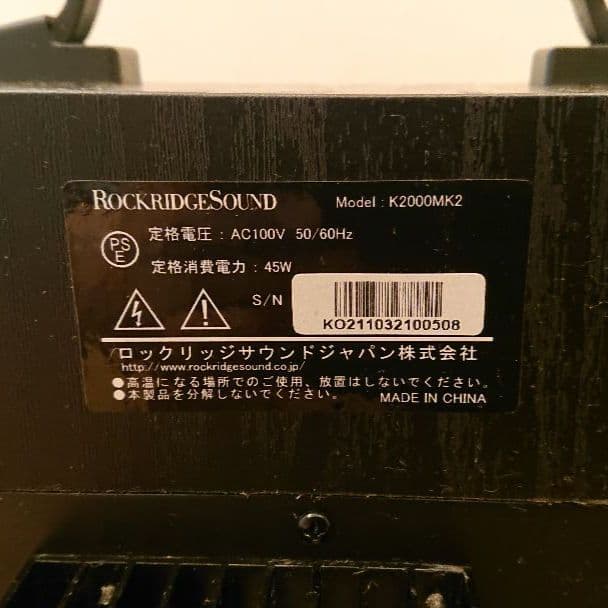 ROCKRIDGESOUND Model : K2000MK2
PS
E
定格電圧 : AC100V 50/60Hz
定格消費電力 : 45W
S/N
KO211032100508
ロックリッジサウンドジャパン株式会社
http://www.rockridgesound.co.jp/
●高温になる場所でのご使用、放置はしないでください。
●本製品を分解しないでください。 MADE IN CHINA